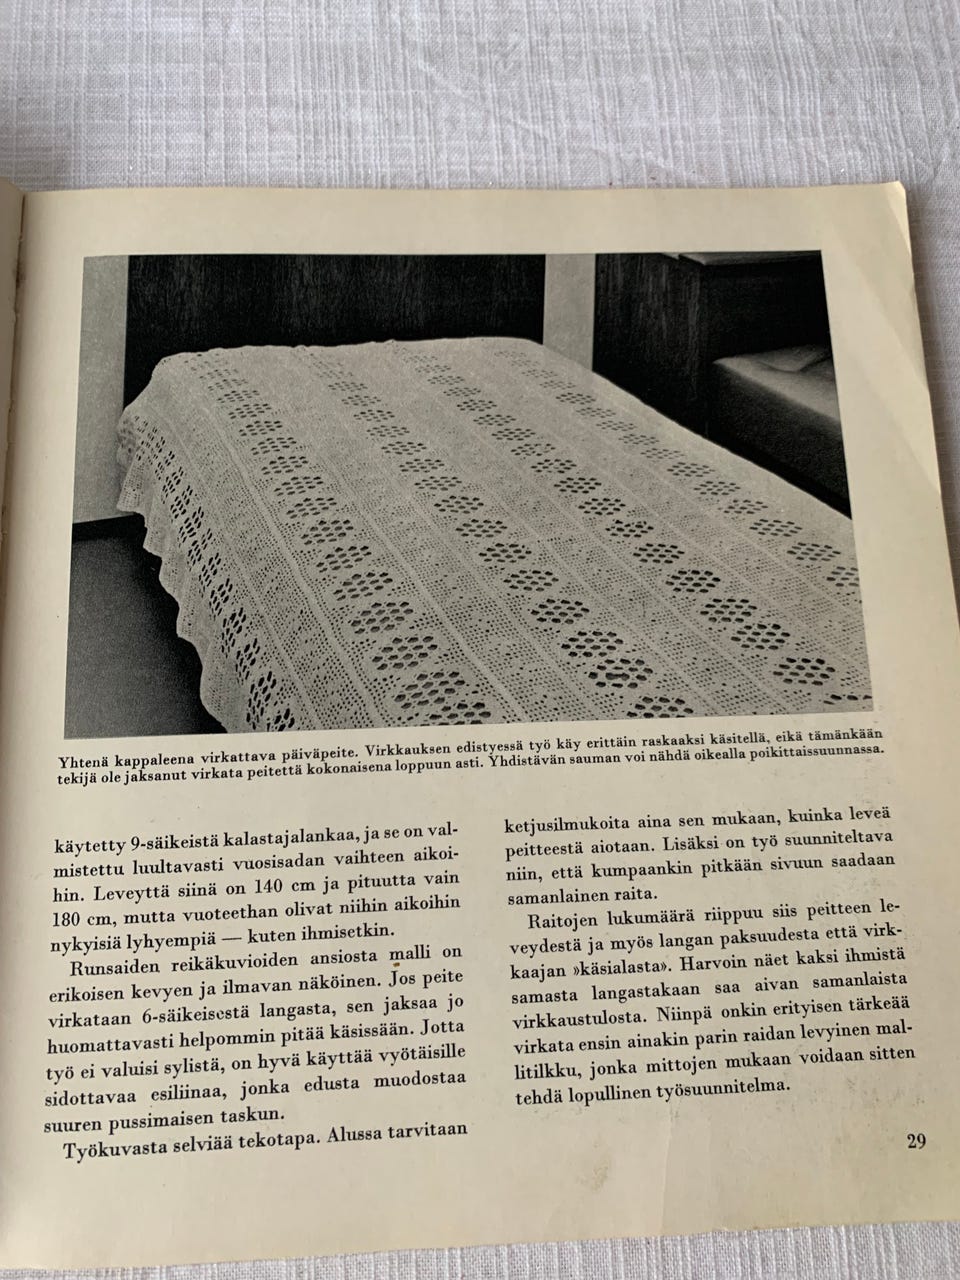 Yhtenä kappaleena virkattava päiväpeite. Virkkauksen edistyessä työ käy erittäin raskaaksi käsitellä, eikä tämänkään
tekijä ole jaksanut virkata peitettä kokonaisena loppuun asti. Yhdistävän sauman voi nähdä oikealla poikittaissuunnassa.
käytetty 9-säikeistä kalastajalankaa, ja se on val-
mistettu luultavasti vuosisadan vaihteen aikoi-
hin. Leveyttä siinä on 140 cm ja pituutta vain
180 cm, mutta vuoteethan olivat niihin aikoihin
nykyisiä lyhyempiä — kuten ihmisetkin.
Runsaiden reikäkuvioiden ansiosta malli on
erikoisen kevyen ja ilmavan näköinen. Jos peite
virkataan 6-säikeisestä langasta, sen jaksaa jo
huomattavasti helpommin pitää käsissään. Jotta
työ ei valuisi sylistä, on hyvä käyttää vyötäisille
sidottavaa esiliinaa, jonka edusta muodostaa
suuren pussimaisen taskun.
Työkuvasta selviää tekotapa. Alussa tarvitaan
ketjusilmukoita aina sen mukaan, kuinka leveä
peitteestä aiotaan. Lisäksi on työ suunniteltava
niin, että kumpaankin pitkään sivuun saadaan
samanlainen raita.
Raitojen lukumäärä riippuu siis peitteen le-
veydestä ja myös langan paksuudesta että virk-
kaajan »käsialasta». Harvoin näet kaksi ihmistä
samasta langastakaan saa aivan samanlaista
virkkaustulosta. Niinpä onkin erityisen tärkeää
virkata ensin ainakin parin raidan levyinen mal-
litilkku, jonka mittojen mukaan voidaan sitten
tehdä lopullinen työsuunnitelma.
29